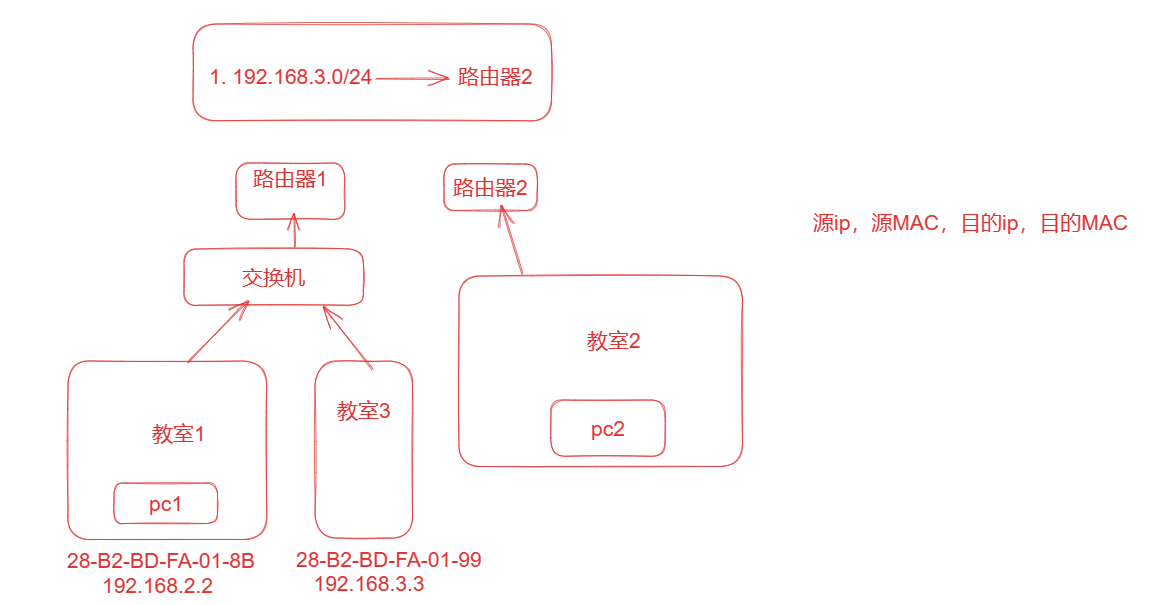 1. 192.168.3.0/24 路由器2
路由器1
路由器2
源ip，源MAC，目的ip，目的MAC
交换机
教室2
教室3
教室1
pc2
pc1
28-B2-BD-FA-01-8B
192.168.2.2
28-B2-BD-FA-01-99
192.168.3.3